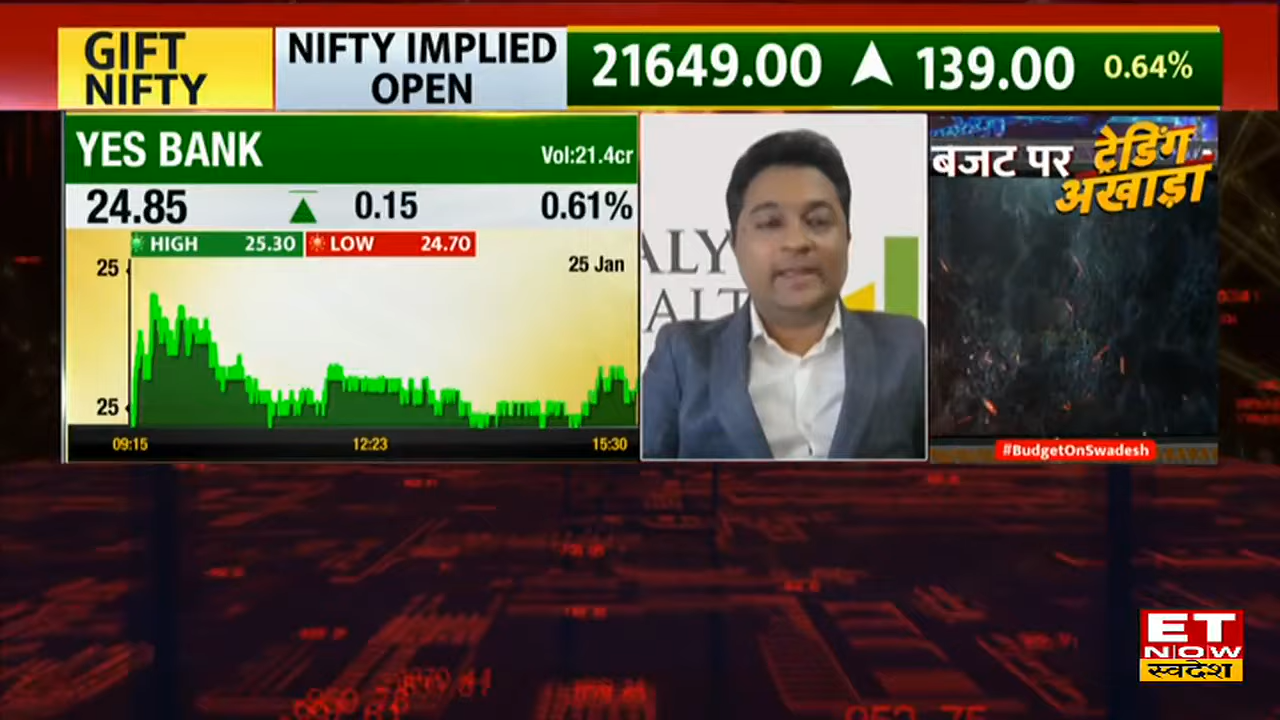 GIFT
NIFTY
NIFTY IMPLIED
OPEN
21649.00 139.00 0.64%
YES BANK
Vol:21.4cr
24.85 0.15 0.61%
HIGH 25.30 LOW 24.70
25 Jan
25
25
09:15 12:23 15:30
ALY
ALT
बजट पर
ट्रेडिंग
अखाड़ा
#BudgetOnSwadesh
ET
NOW
स्वदेश